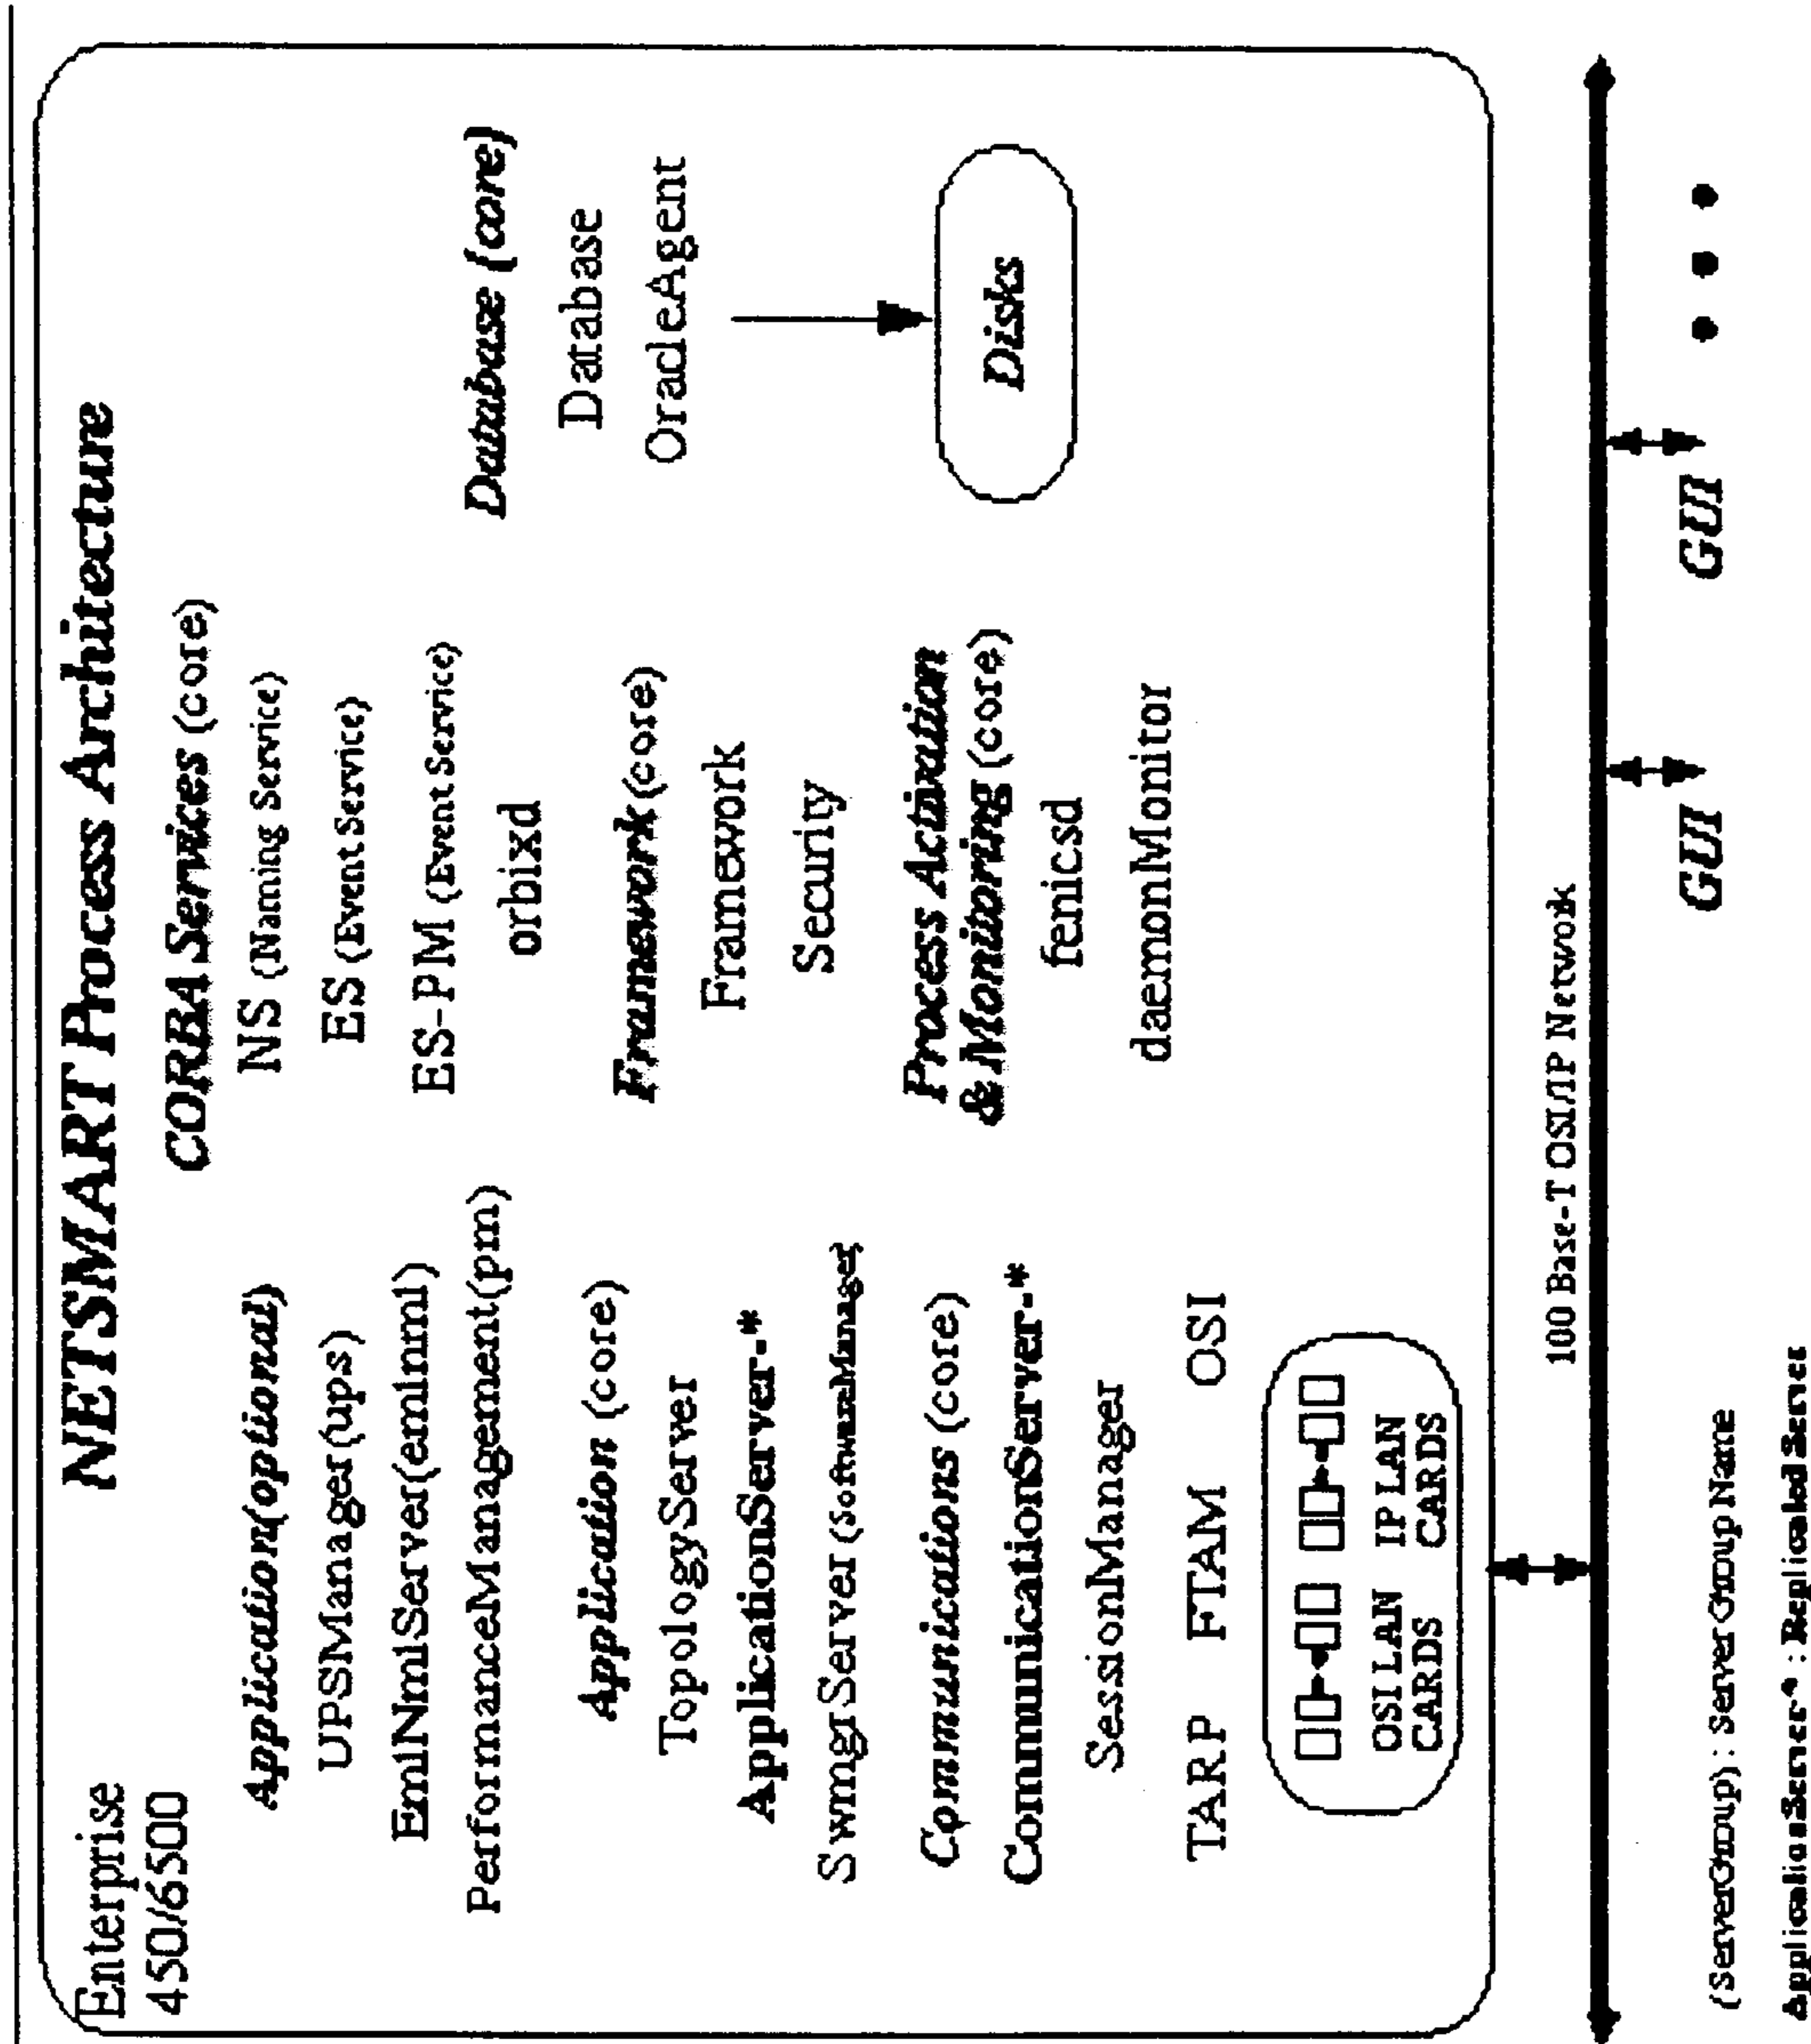 NETSMART Process Architecture
Enterprise
450/6500
Application(optional)
UPSManager(ups)
EmlNmlServer(emlnml)
PerformanceManagement(pm)
Application (core)
TopologyServer
ApplicationServer-*
SwmgrServer (SoftwareManager)
Communications (core)
CommunicationServer-*
SessionManager
TARP FTAM OSI
OSI LAN CARDS
IP LAN CARDS
CORBA Services (core)
NS (Naming Service)
ES (Event Service)
ES-PM (Event Service)
orbixd
Framework (core)
Framework
Security
Process Activation
& Monitoring (core)
fenicsd
daemonMonitor
Database (core)
Database
OracleAgent
Disks
100 Base-T OSI/IP Network
GUI
GUI
(ServerGroup) : Server Group Name
ApplicationServer-* : Replicated Server